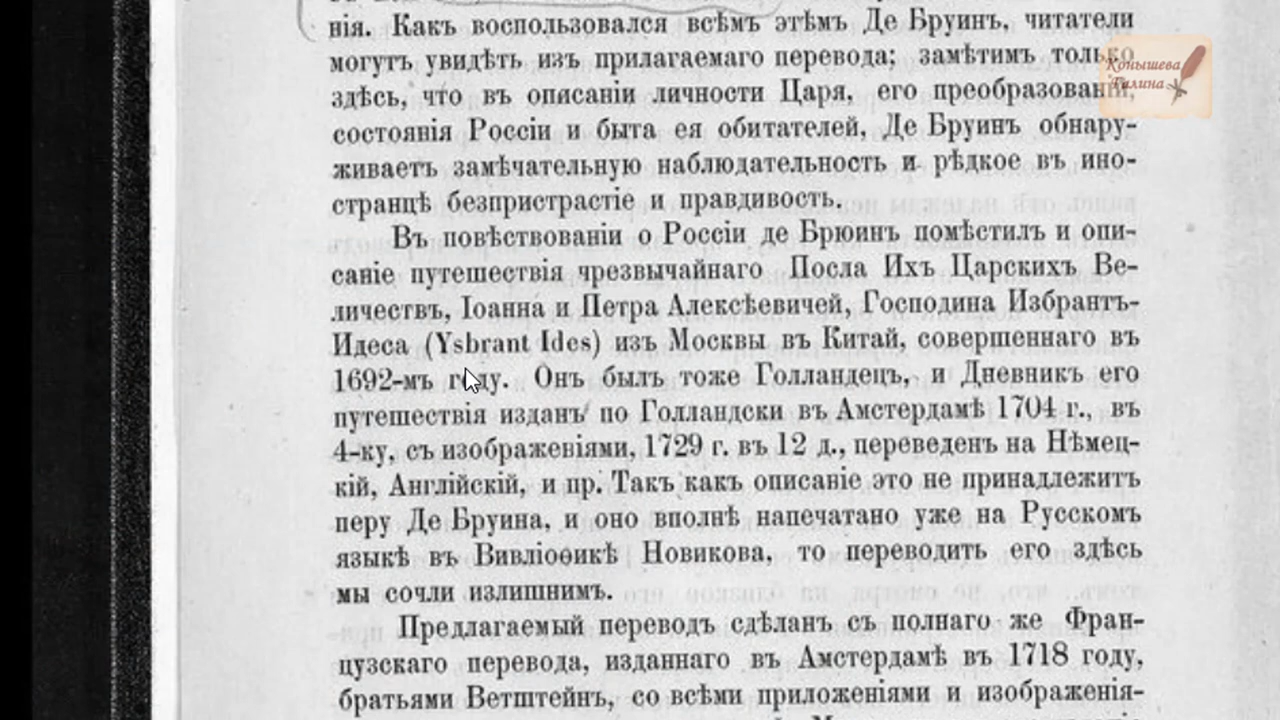 нія. Какъ воспользовался всѣмъ этѣмъ Де Бруинъ, читатели
могутъ увидѣть изъ прилагаемаго перевода; замѣтимъ только
здѣсь, что въ описаніи личности Царя, его преобразованій,
состоянія Россіи и быта ея обитателей, Де Бруинъ обнару-
живаетъ замѣчательную наблюдательность и рѣдкое въ ино-
странцѣ безпристрастіе и правдивость.
Въ повѣствованіи о Россіи де Брюинъ помѣстилъ и опи-
саніе путешествія чрезвычайнаго Посла Ихъ Царскихъ Ве-
личествъ, Іоанна и Петра Алексѣевичей, Господина Избрантъ-
Идеса (Ysbrant Ides) изъ Москвы въ Китай, совершеннаго въ
1692-мъ году. Онъ былъ тоже Голландецъ, и Дневникъ его
путешествія изданъ по Голландски въ Амстердамѣ 1704 г., въ
4-ку, съ изображеніями, 1729 г. въ 12 д., переведенъ на Нѣмец-
кій, Англійскій, и пр. Такъ какъ описаніе это не принадлежитъ
перу Де Бруина, и оно вполнѣ напечатано уже на Русскомъ
языкѣ въ Вивліоѳикѣ Новикова, то переводить его здѣсь
мы сочли излишнимъ.
Предлагаемый переводъ сдѣланъ съ полнаго же Фран-
цузскаго перевода, изданнаго въ Амстердамѣ въ 1718 году,
братьями Ветштейнъ, со всѣми приложеніями и изображенія-
Конышева
Галина